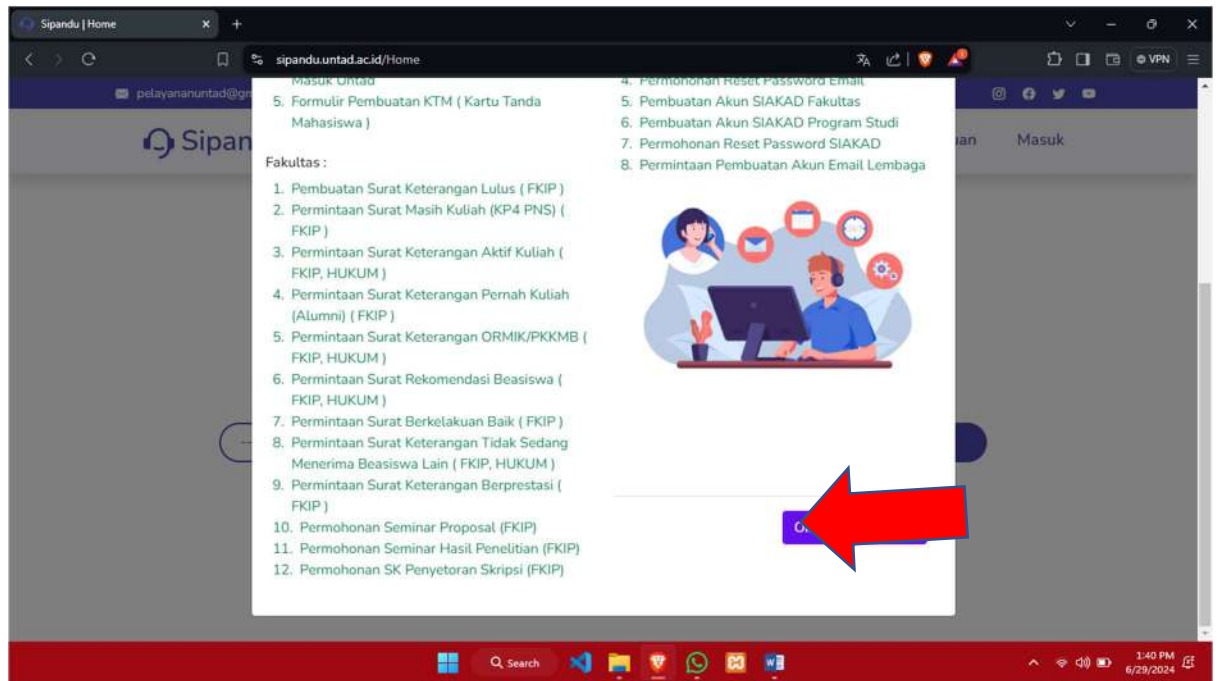 Sipandu | Home
sipandu.untad.ac.id/Home
VPN
pelayananuntad@gm
Sipan
Masuk
Masuk Untad
5. Formulir Pembuatan KTM ( Kartu Tanda
Mahasiswa )
Fakultas :
1. Pembuatan Surat Keterangan Lulus ( FKIP )
2. Permintaan Surat Masih Kuliah (KP4 PNS) (
FKIP )
3. Permintaan Surat Keterangan Aktif Kuliah (
FKIP, HUKUM )
4. Permintaan Surat Keterangan Pernah Kuliah
(Alumni) ( FKIP )
5. Permintaan Surat Keterangan ORMIK/PKKMB (
FKIP, HUKUM )
6. Permintaan Surat Rekomendasi Beasiswa (
FKIP, HUKUM )
7. Permintaan Surat Berkelakuan Baik ( FKIP )
8. Permintaan Surat Keterangan Tidak Sedang
Menerima Beasiswa Lain ( FKIP, HUKUM )
9. Permintaan Surat Keterangan Berprestasi (
FKIP )
10. Permohonan Seminar Proposal (FKIP)
11. Permohonan Seminar Hasil Penelitian (FKIP)
12. Permohonan SK Penyetoran Skripsi (FKIP)
4. Permohonan Reset Password Email
5. Pembuatan Akun SIAKAD Fakultas
6. Pembuatan Akun SIAKAD Program Studi
7. Permohonan Reset Password SIAKAD
8. Permintaan Pembuatan Akun Email Lembaga
Search
1:40 PM
6/29/2024